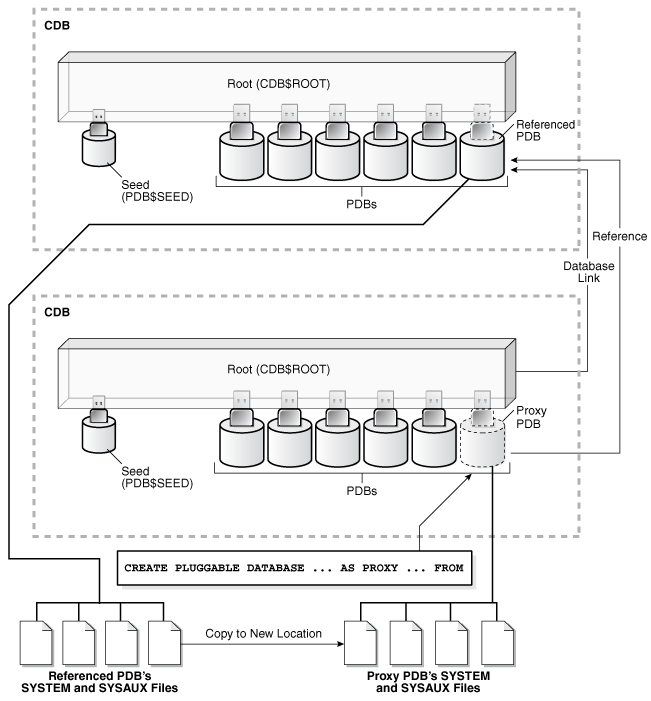 CDB
Root (CDB$ROOT)
Referenced
PDB
Seed
(PDB$SEED)
PDBs
Reference
Database
Link
CDB
Root (CDB$ROOT)
Proxy
PDB
Seed
(PDB$SEED)
PDBs
CREATE PLUGGABLE DATABASE ... AS PROXY ... FROM
Copy to New Location
Referenced PDB's
SYSTEM and SYSAUX Files
Proxy PDB's SYSTEM
and SYSAUX Files